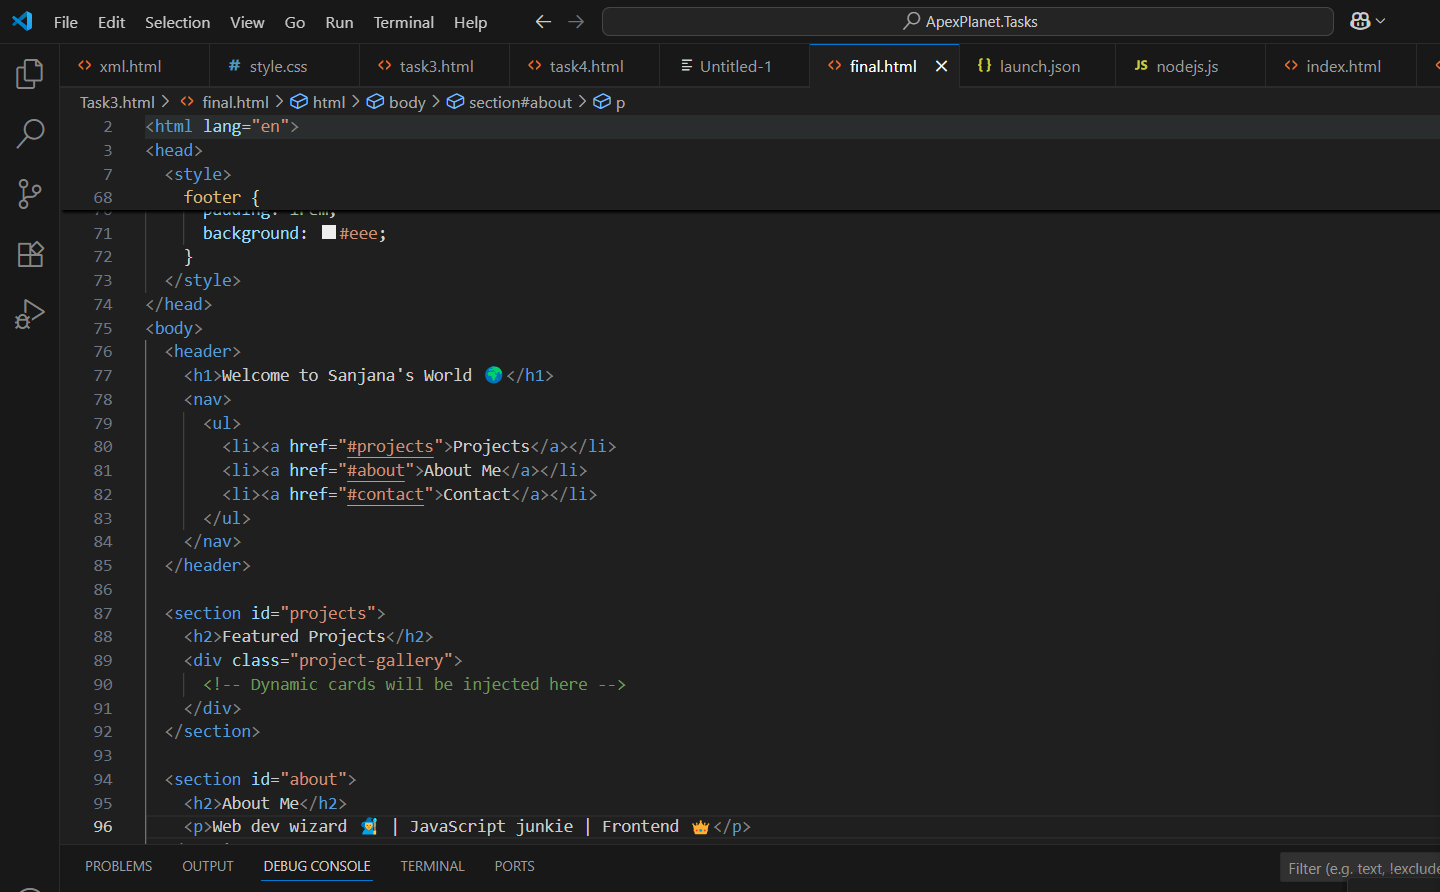 File Edit Selection View Go Run Terminal Help ApexPlanet.Tasks
xml.html # style.css task3.html task4.html Untitled-1 final.html {} launch.json JS nodejs.js index.html
Task3.html > final.html > html > body > section#about > p
2 <html lang="en">
3 <head>
7 <style>
68 footer {
71 background: #eee;
72 }
73 </style>
74 </head>
75 <body>
76 <header>
77 <h1>Welcome to Sanjana's World 🌍</h1>
78 <nav>
79 <ul>
80 <li><a href="#projects">Projects</a></li>
81 <li><a href="#about">About Me</a></li>
82 <li><a href="#contact">Contact</a></li>
83 </ul>
84 </nav>
85 </header>
86
87 <section id="projects">
88 <h2>Featured Projects</h2>
89 <div class="project-gallery">
90 <!-- Dynamic cards will be injected here -->
91 </div>
92 </section>
93
94 <section id="about">
95 <h2>About Me</h2>
96 <p>Web dev wizard 🧙‍♂️ | JavaScript junkie | Frontend 👑</p>
PROBLEMS OUTPUT DEBUG CONSOLE TERMINAL PORTS Filter (e.g. text, !exclude